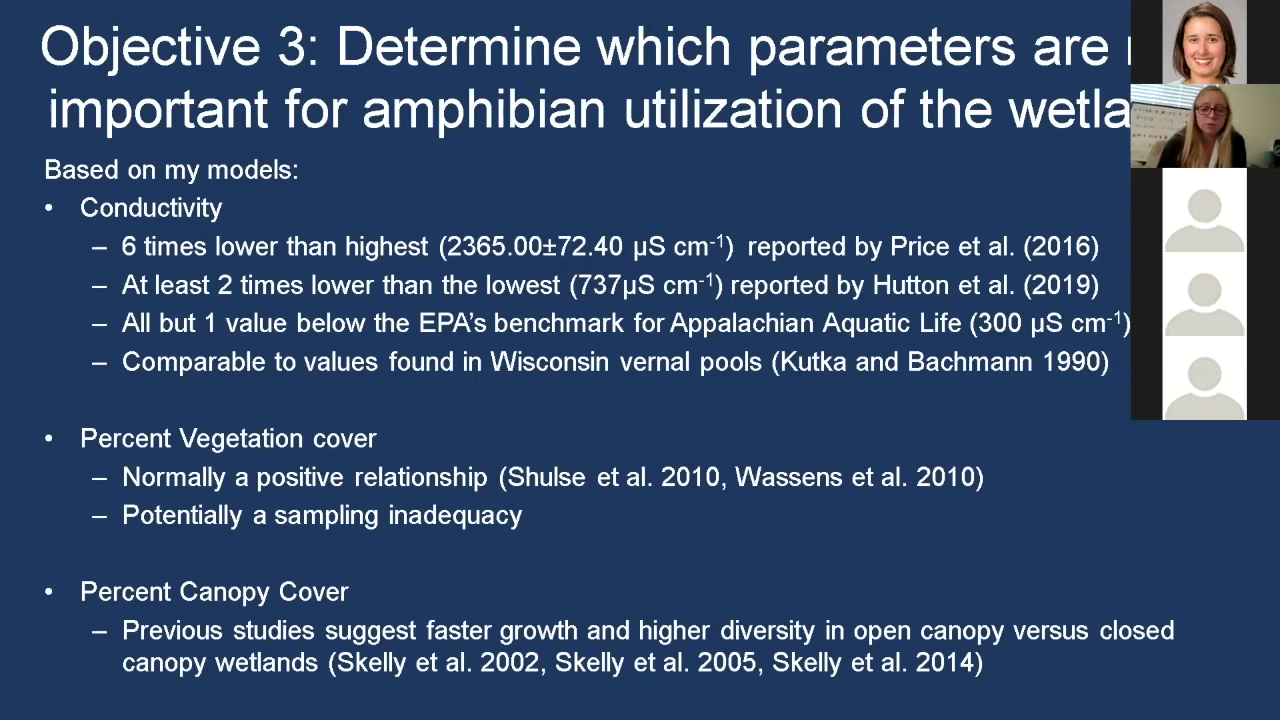 Objective 3: Determine which parameters are
important for amphibian utilization of the
Based on my models:
• Conductivity
– 6 times lower than highest (2365.00±72.40 µS cm⁻¹) reported by Price et al. (2016)
– At least 2 times lower than the lowest (737µS cm⁻¹) reported by Hutton et al. (2019)
– All but 1 value below the EPA’s benchmark for Appalachian Aquatic Life (300 µS cm⁻¹)
– Comparable to values found in Wisconsin vernal pools (Kutka and Bachmann 1990)
• Percent Vegetation cover
– Normally a positive relationship (Shulse et al. 2010, Wassens et al. 2010)
– Potentially a sampling inadequacy
• Percent Canopy Cover
– Previous studies suggest faster growth and higher diversity in open canopy versus closed
canopy wetlands (Skelly et al. 2002, Skelly et al. 2005, Skelly et al. 2014)